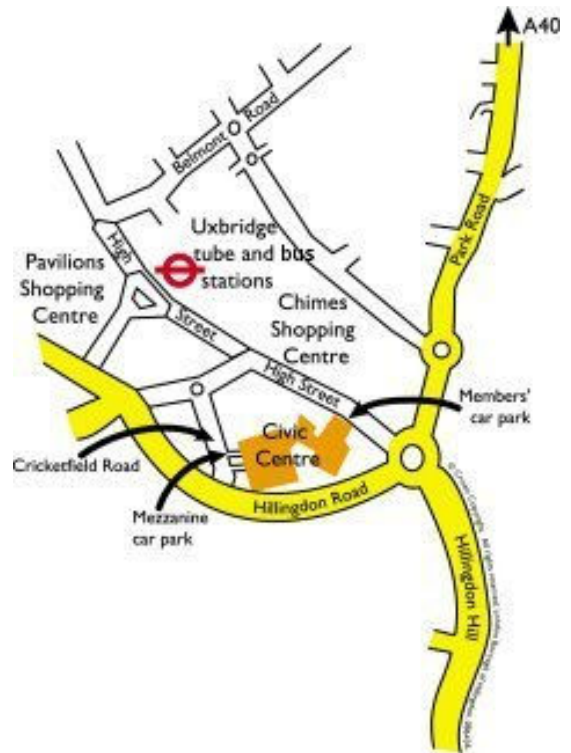 A40
Belmont Road
Park Road
Uxbridge
tube and bus
stations
High
Street
Pavilions
Shopping
Centre
Chimes
Shopping
Centre
High Street
Members'
car park
Civic
Centre
Cricketfield Road
Mezzanine
car park
Hillingdon Road
Hillingdon Hill